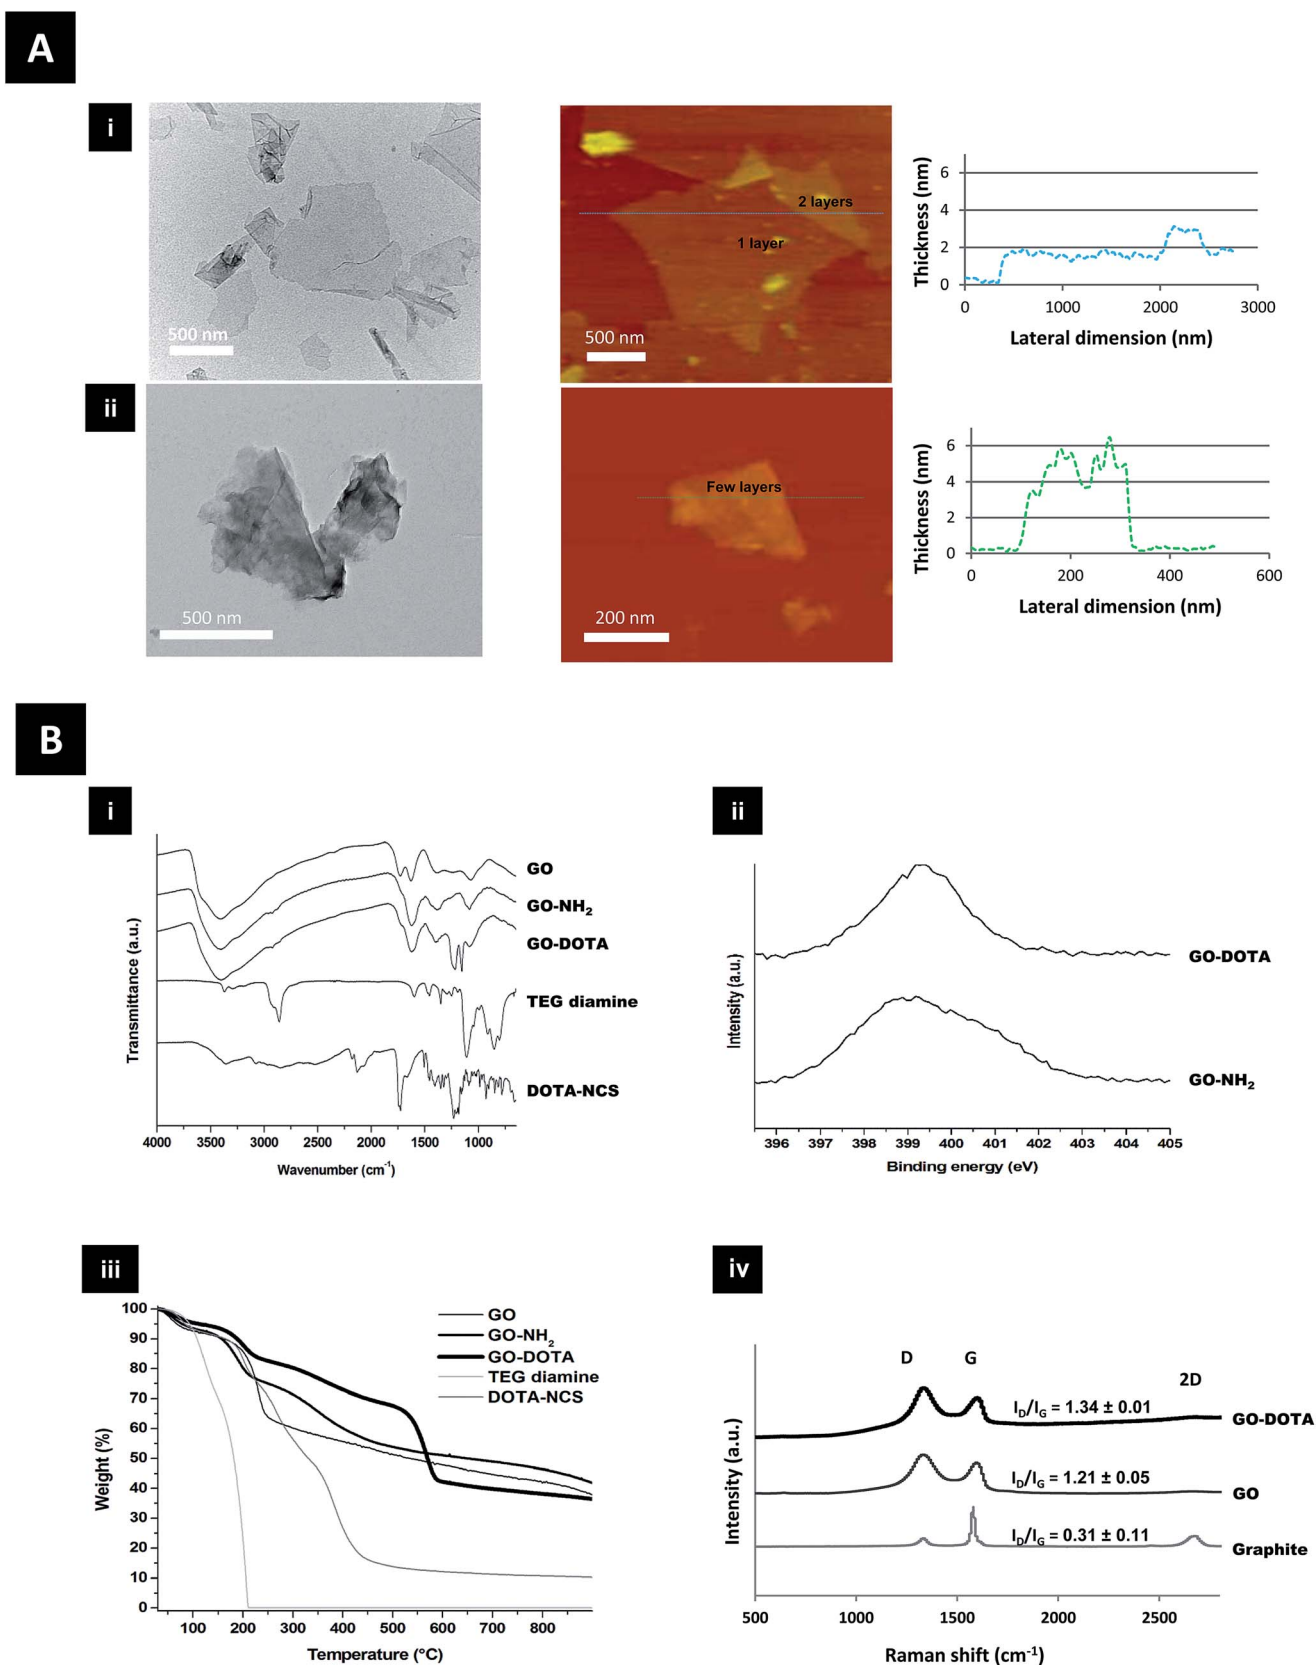 A
i
500 nm
2 layers
1 layer
500 nm
Thickness (nm)
6
4
2
0
0 1000 2000 3000
Lateral dimension (nm)
ii
500 nm
Few layers
200 nm
Thickness (nm)
6
4
2
0
0 200 400 600
Lateral dimension (nm)
B
i
Transmittance (a.u.)
GO
GO-NH₂
GO-DOTA
TEG diamine
DOTA-NCS
4000 3500 3000 2500 2000 1500 1000
Wavenumber (cm⁻¹)
ii
Intensity (a.u.)
GO-DOTA
GO-NH₂
396 397 398 399 400 401 402 403 404 405
Binding energy (eV)
iii
Weight (%)
100
90
80
70
60
50
40
30
20
10
0
GO
GO-NH₂
GO-DOTA
TEG diamine
DOTA-NCS
100 200 300 400 500 600 700 800
Temperature (°C)
iv
Intensity (a.u.)
D G
2D
I_D/I_G = 1.34 ± 0.01
GO-DOTA
I_D/I_G = 1.21 ± 0.05
GO
I_D/I_G = 0.31 ± 0.11
Graphite
500 1000 1500 2000 2500
Raman shift (cm⁻¹)